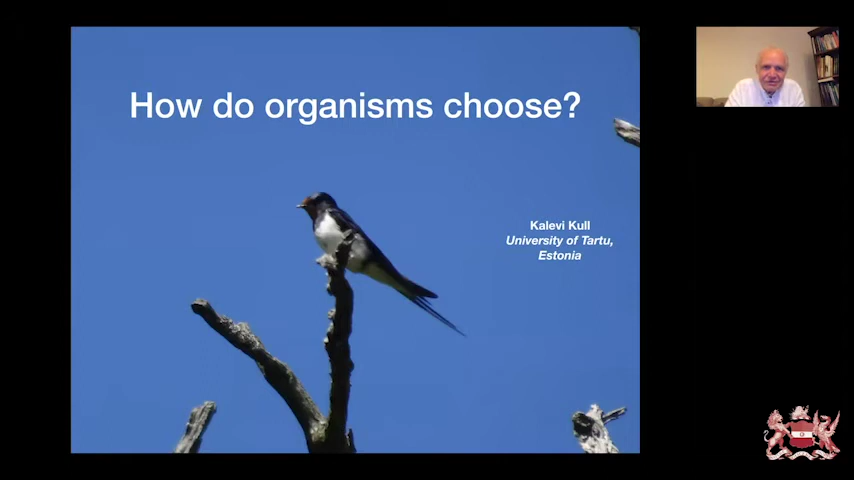 How do organisms choose?
Kalevi Kull
University of Tartu,
Estonia